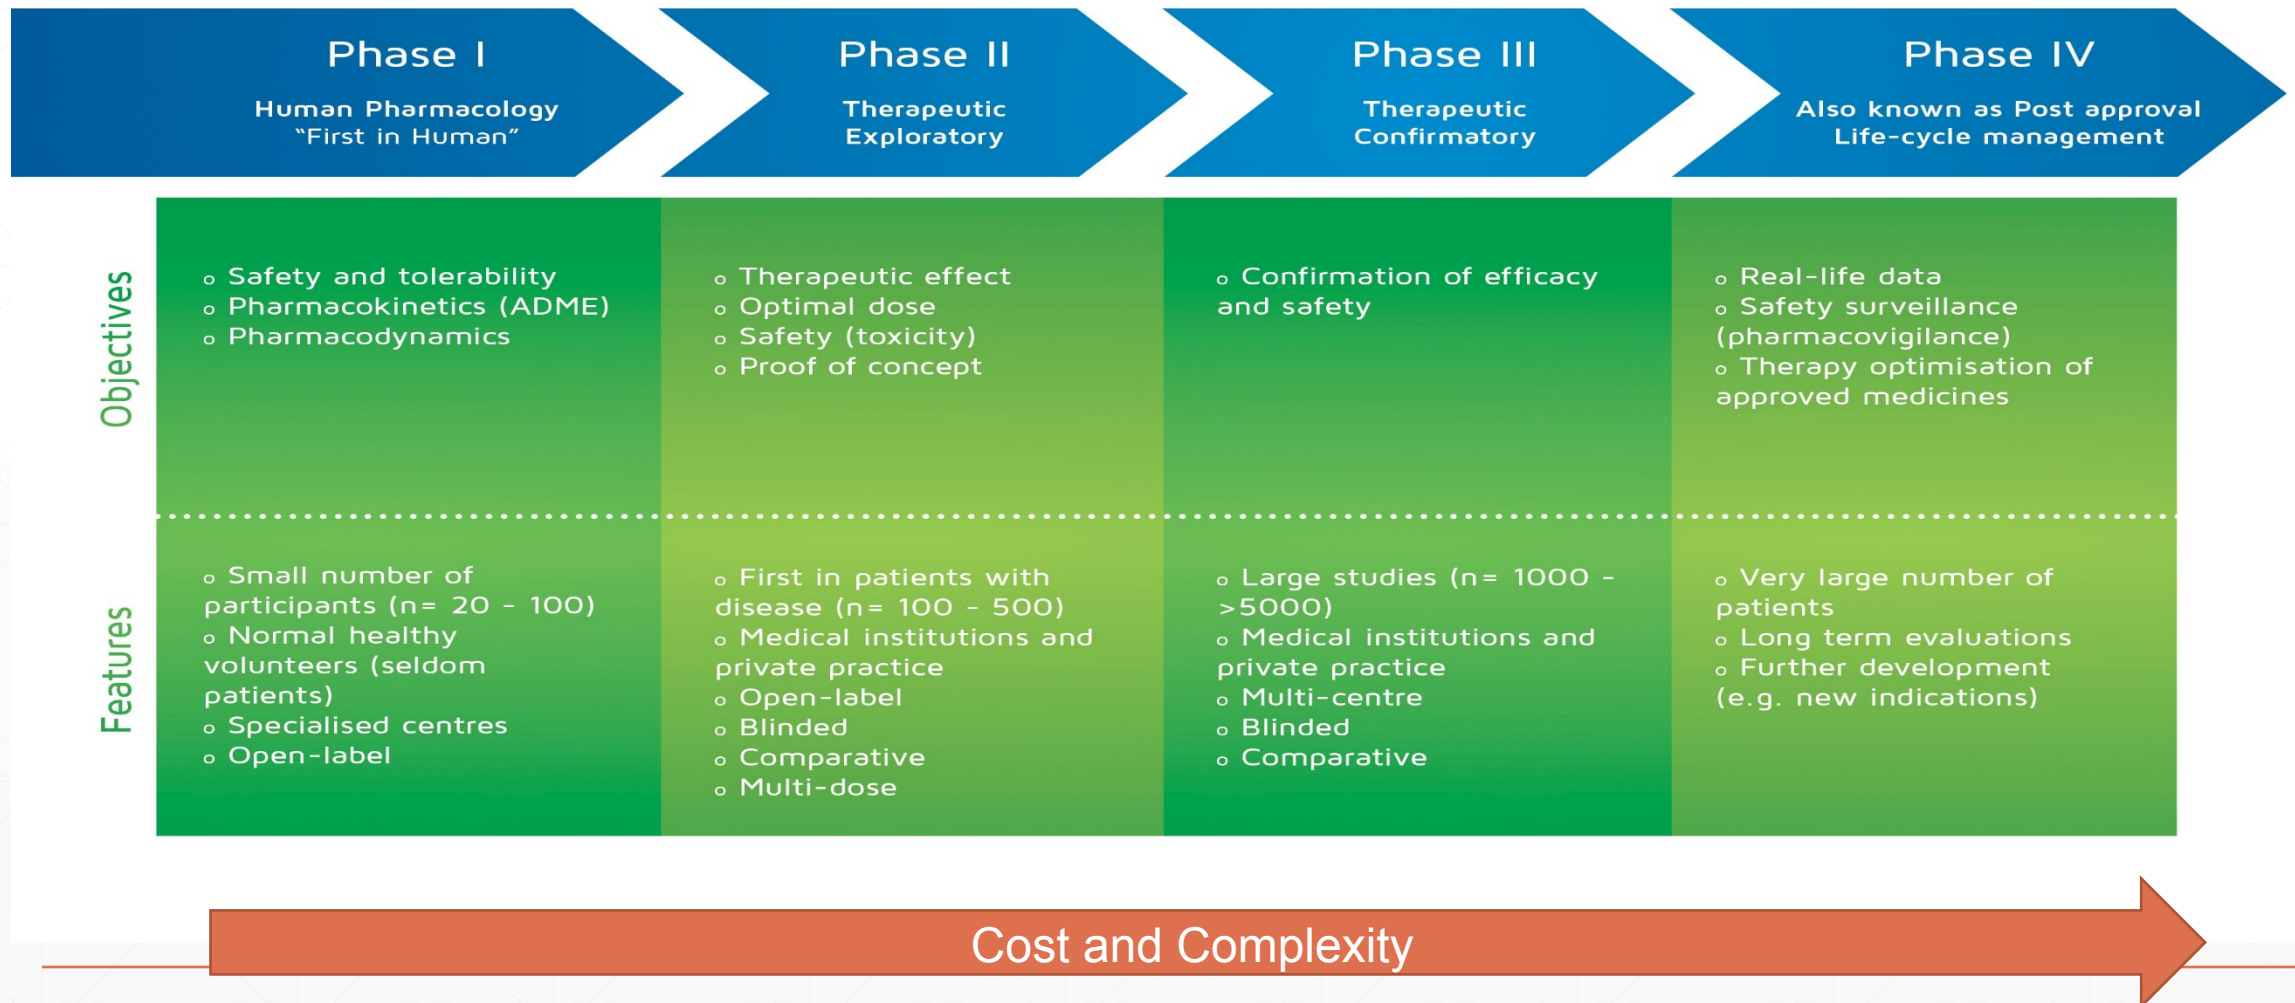 Phase I
Human Pharmacology
“First in Human”
Phase II
Therapeutic
Exploratory
Phase III
Therapeutic
Confirmatory
Phase IV
Also known as Post approval
Life-cycle management
Objectives
o Safety and tolerability
o Pharmacokinetics (ADME)
o Pharmacodynamics
o Therapeutic effect
o Optimal dose
o Safety (toxicity)
o Proof of concept
o Confirmation of efficacy
and safety
o Real-life data
o Safety surveillance
(pharmacovigilance)
o Therapy optimisation of
approved medicines
Features
o Small number of
participants (n= 20 - 100)
o Normal healthy
volunteers (seldom
patients)
o Specialised centres
o Open-label
o First in patients with
disease (n= 100 - 500)
o Medical institutions and
private practice
o Open-label
o Blinded
o Comparative
o Multi-dose
o Large studies (n= 1000 -
>5000)
o Medical institutions and
private practice
o Multi-centre
o Blinded
o Comparative
o Very large number of
patients
o Long term evaluations
o Further development
(e.g. new indications)
Cost and Complexity